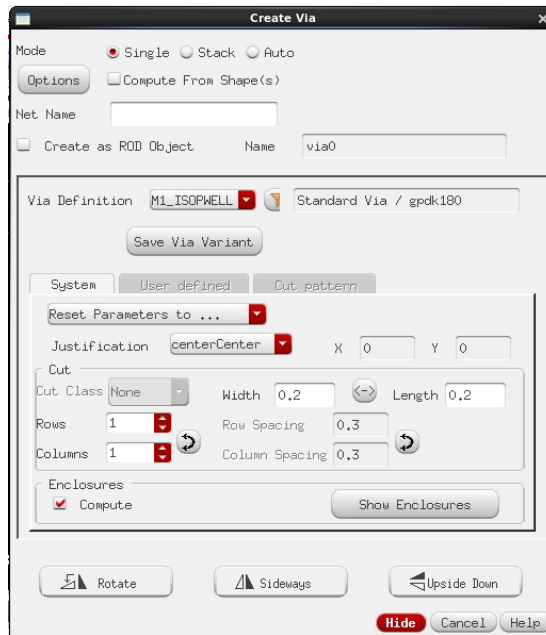 Create Via
Mode Single Stack Auto
Options Compute From Shape(s)
Net Name
Create as ROD Object Name via0
Via Definition M1_ISOPWELL Standard Via / gpdk180
Save Via Variant
System User defined Cut pattern
Reset Parameters to ...
Justification centerCenter X 0 Y 0
Cut
Cut Class None Width 0.2 <-> Length 0.2
Rows 1 Row Spacing 0.3
Columns 1 Column Spacing 0.3
Enclosures
Compute Show Enclosures
Rotate Sideways Upside Down
Hide Cancel Help